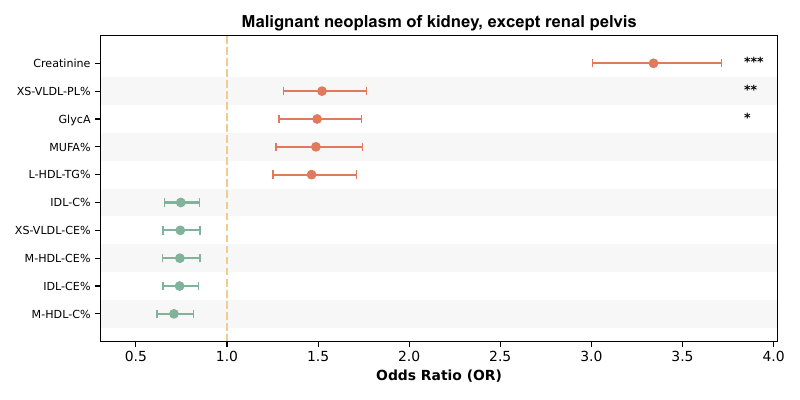 Malignant neoplasm of kidney, except renal pelvis
Creatinine ***
XS-VLDL-PL% **
GlycA *
MUFA%
L-HDL-TG%
IDL-C%
XS-VLDL-CE%
M-HDL-CE%
IDL-CE%
M-HDL-C%
0.5 1.0 1.5 2.0 2.5 3.0 3.5 4.0
Odds Ratio (OR)